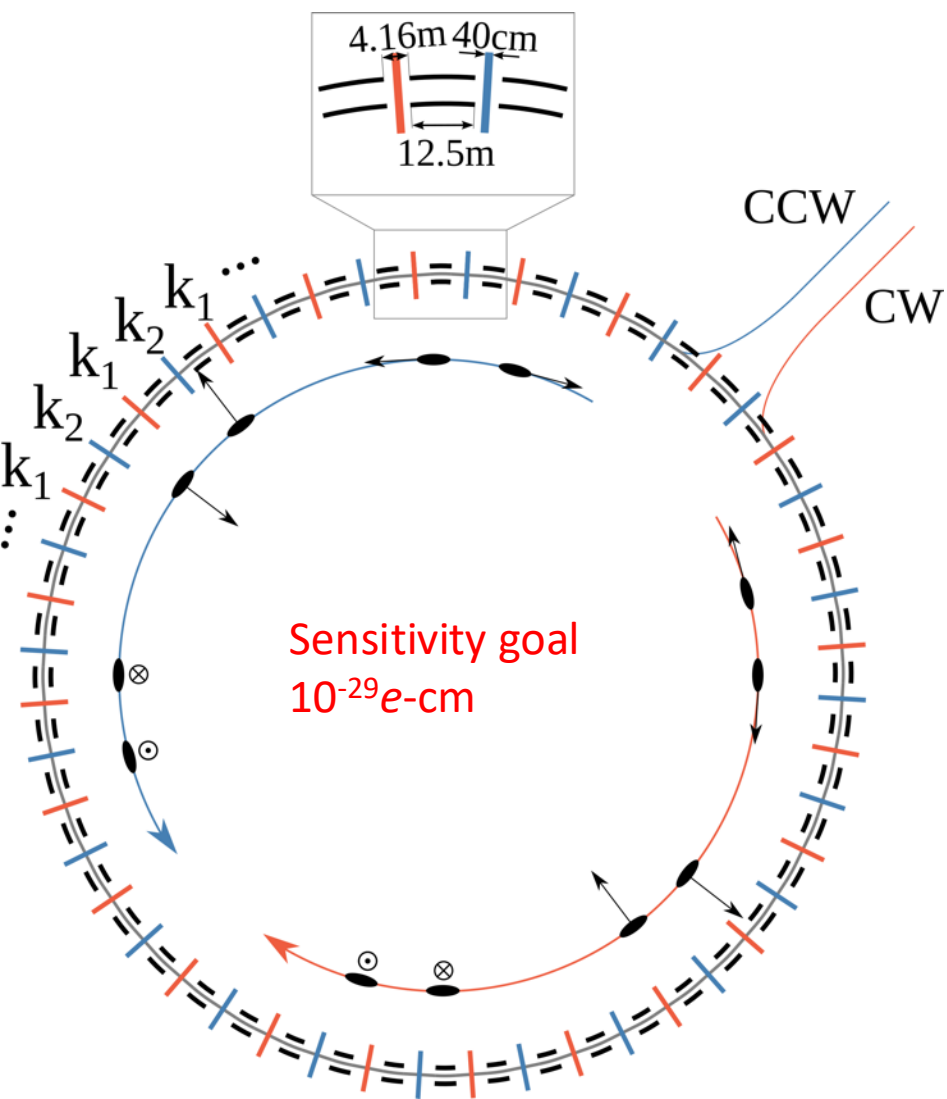 4.16m 40cm
12.5m
CCW
CW
...
k₁
k₂
k₁
k₂
k₁
...
Sensitivity goal
10⁻²⁹e-cm